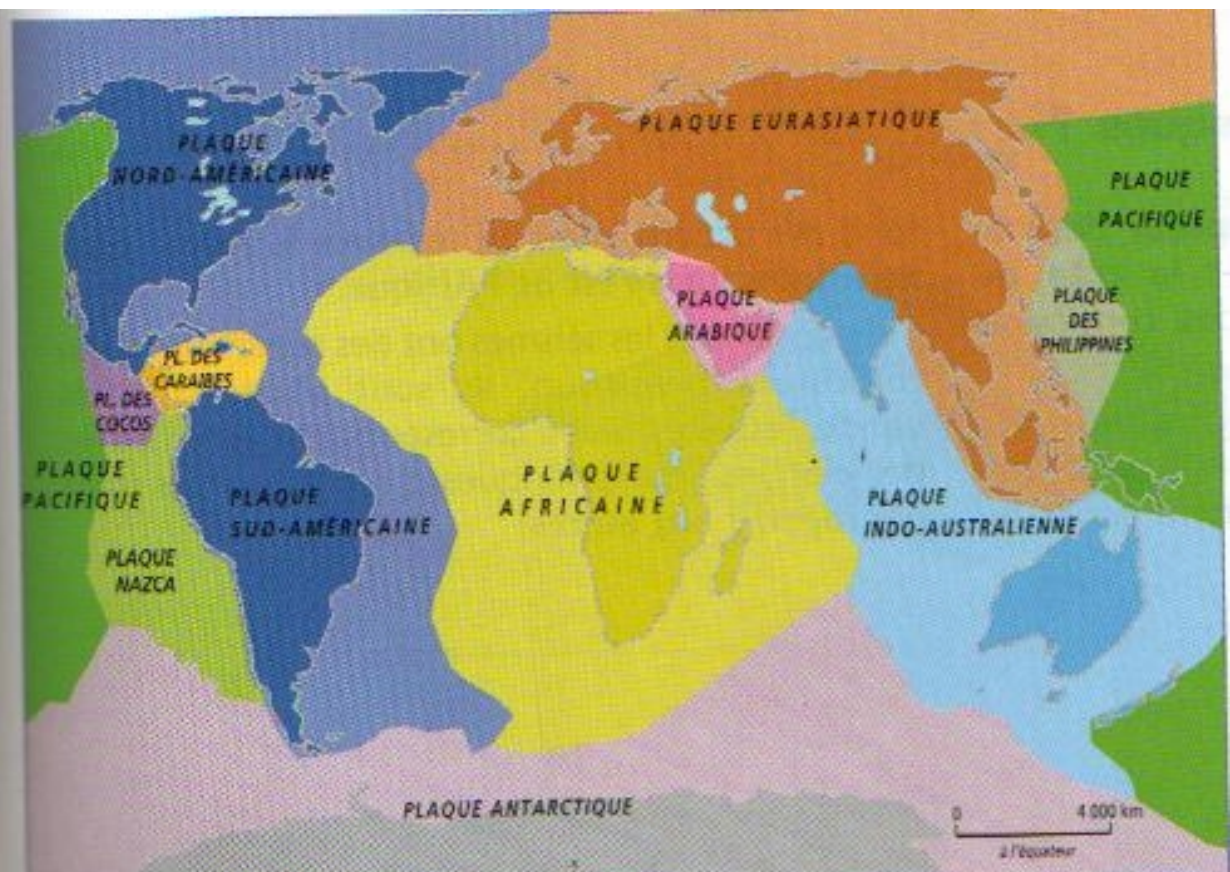 PLAQUE
NORD-AMÉRICAINE
PLAQUE EURASIATIQUE
PLAQUE
PACIFIQUE
PLAQUE
ARABIQUE
PLAQUE
DES
PHILIPPINES
PL. DES
CARAIBES
PL. DES
COCOS
PLAQUE
PACIFIQUE
PLAQUE
SUD-AMÉRICAINE
PLAQUE
AFRICAINE
PLAQUE
INDO-AUSTRALIENNE
PLAQUE
NAZCA
PLAQUE ANTARCTIQUE
0 4 000 km
à l'équateur